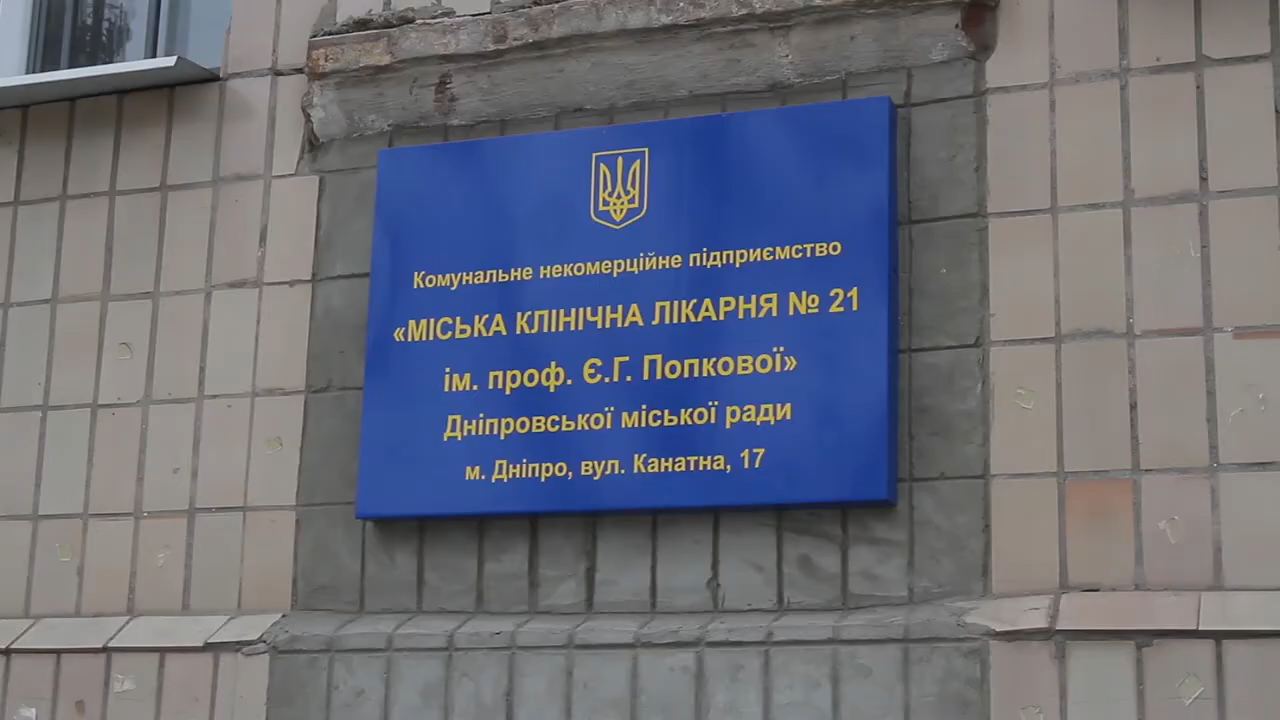 Комунальне некомерційне підприємство
«МІСЬКА КЛІНІЧНА ЛІКАРНЯ № 21
ім. проф. Є.Г. Попкової»
Дніпровської міської ради
м. Дніпро, вул. Канатна, 17